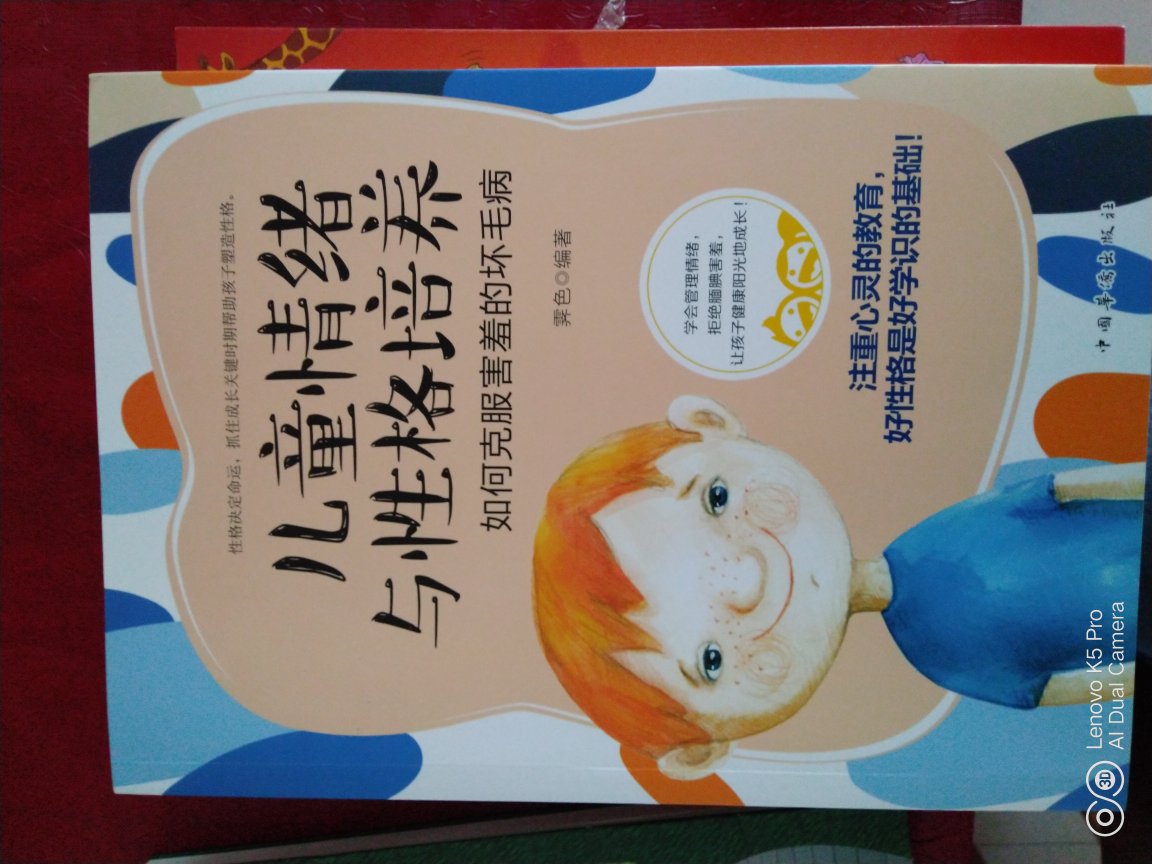 性格决定命运，抓住成长关键时期帮助孩子塑造性格。
儿童情绪
与性格培养
如何克服害羞的坏毛病
霁色◎编著
学会管理情绪，
拒绝腼腆害羞，
让孩子健康阳光地成长！
注重心灵的教育，
好性格是好学识的基础！
中国华侨出版社
Lenovo K5 Pro
AI Dual Camera
3D